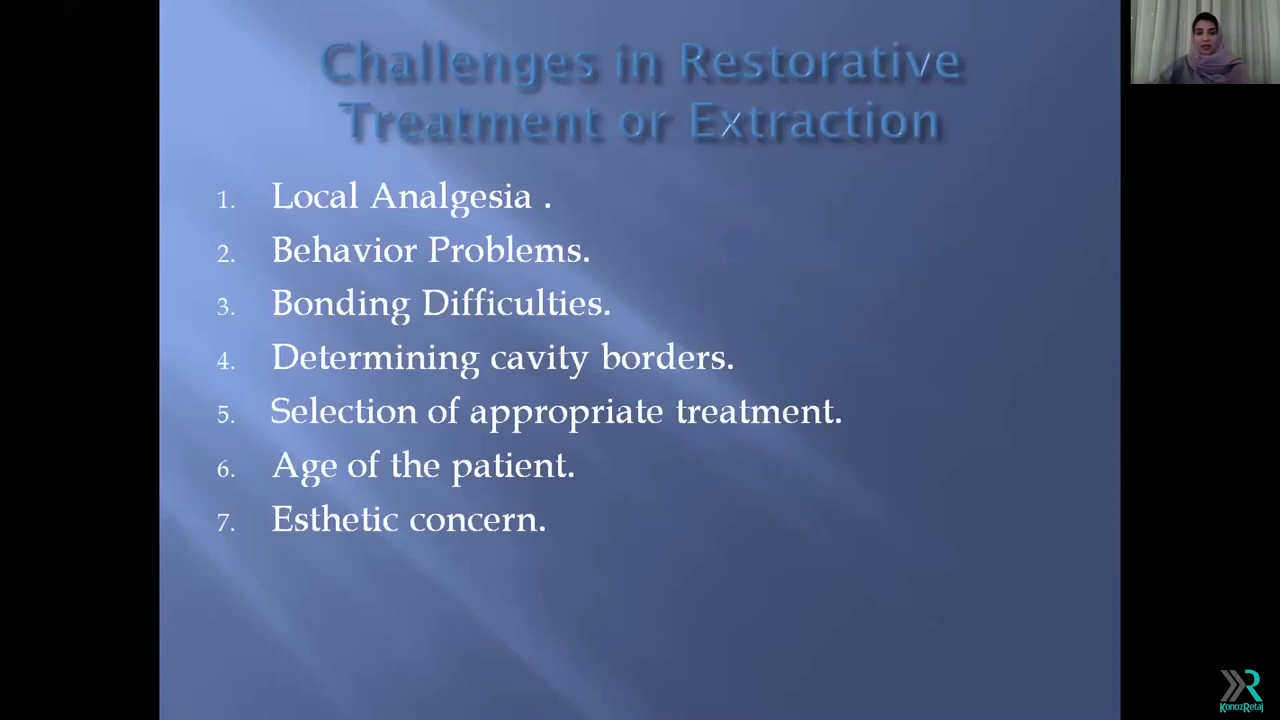 Challenges in Restorative
Treatment or Extraction
1. Local Analgesia .
2. Behavior Problems.
3. Bonding Difficulties.
4. Determining cavity borders.
5. Selection of appropriate treatment.
6. Age of the patient.
7. Esthetic concern.
KonozRetaj